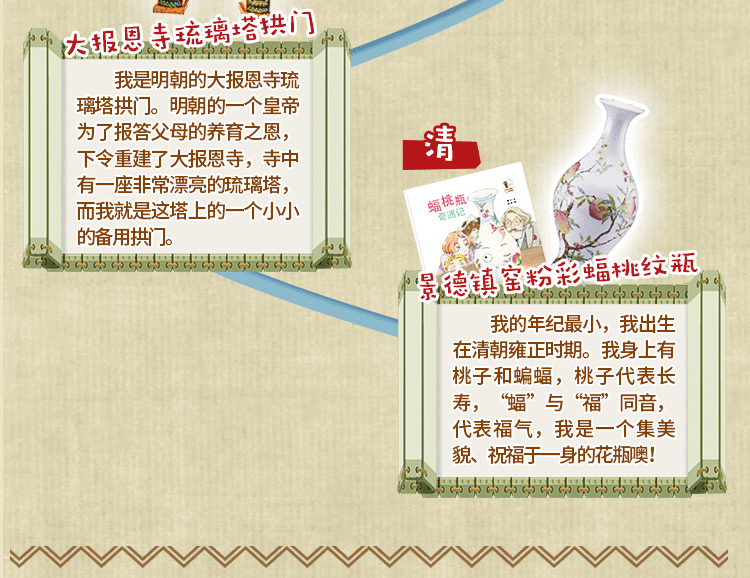 大报恩寺琉璃塔拱门
我是明朝的大报恩寺琉
璃塔拱门。明朝的一个皇帝
为了报答父母的养育之恩，
下令重建了大报恩寺，寺中
有一座非常漂亮的琉璃塔，
而我就是这塔上的一个小小
的备用拱门。
清
蝠桃瓶
奇遇记
景德镇窑粉彩蝠桃纹瓶
我的年纪最小，我出生
在清朝雍正时期。我身上有
桃子和蝙蝠，桃子代表长
寿，“蝠”与“福”同音，
代表福气，我是一个集美
貌、祝福于一身的花瓶噢！